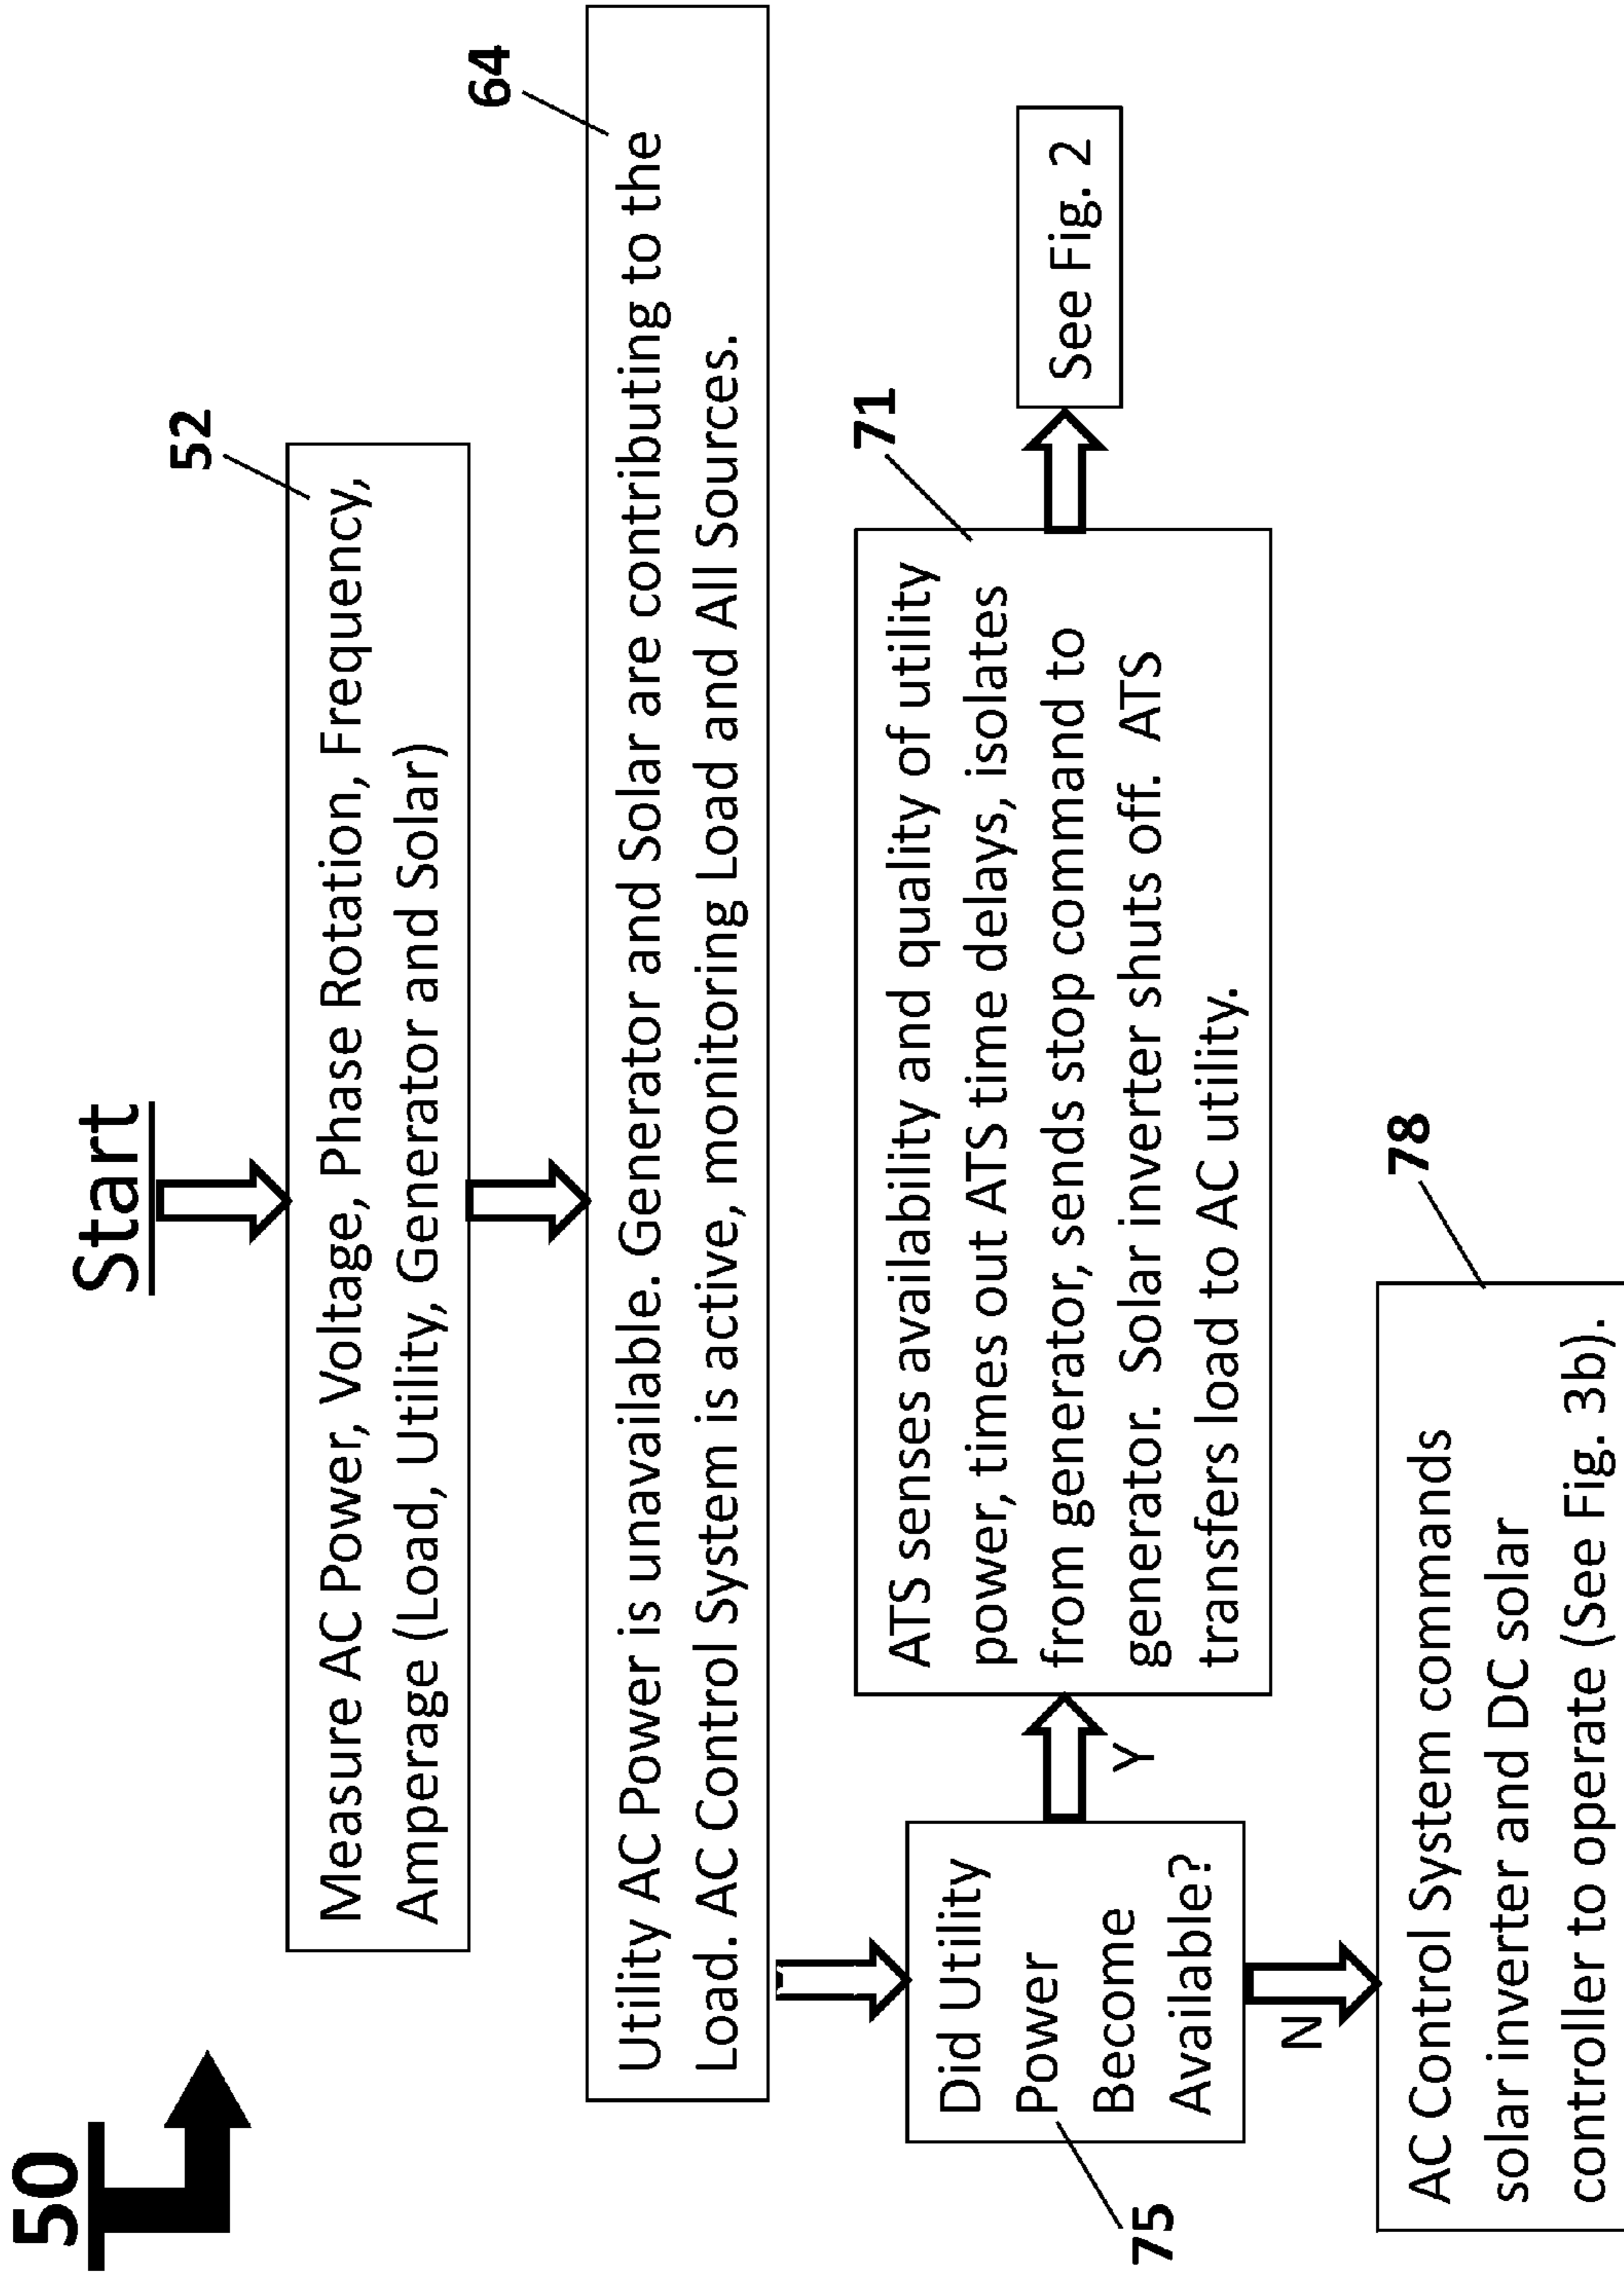 50
Start
52
Measure AC Power, Voltage, Phase Rotation, Frequency,
Amperage (Load, Utility, Generator and Solar)
64
Utility AC Power is unavailable. Generator and Solar are contributing to the
Load. AC Control System is active, monitoring Load and All Sources.
75
Did Utility
Power
Become
Available?
Y
71
ATS senses availability and quality of utility
power, times out ATS time delays, isolates
from generator, sends stop command to
generator. Solar inverter shuts off. ATS
transfers load to AC utility.
See Fig. 2
N
78
AC Control System commands
solar inverter and DC solar
controller to operate (See Fig. 3b).